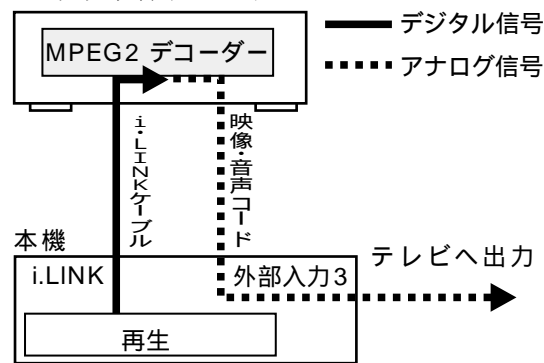 デジタル信号
MPEG2 デコーダー
アナログ信号
i・LINKケーブル
映像・音声コード
本機
テレビへ出力
i.LINK
外部入力3
再生